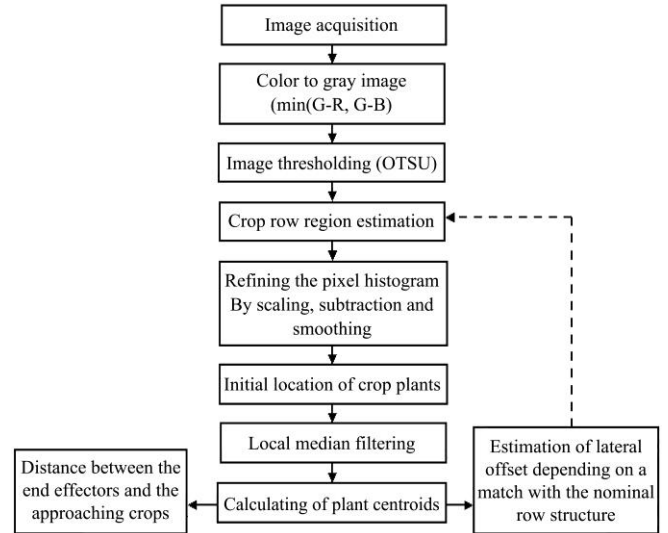 Image acquisition
Color to gray image
(min(G-R, G-B)
Image thresholding (OTSU)
Crop row region estimation
Refining the pixel histogram
By scaling, subtraction and
smoothing
Initial location of crop plants
Local median filtering
Distance between the
end effectors and the
approaching crops
Calculating of plant centroids
Estimation of lateral
offset depending on a
match with the nominal
row structure